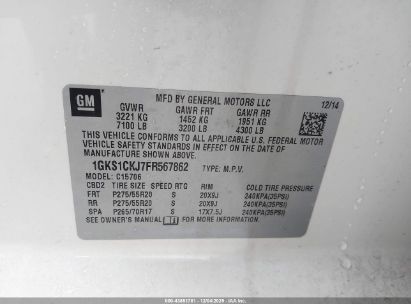 GM
MFD BY GENERAL MOTORS LLC
12/14
GVWR GAWR FRT GAWR RR
3221 KG 1452 KG 1951 KG
7100 LB 3200 LB 4300 LB
THIS VEHICLE CONFORMS TO ALL APPLICABLE U.S. FEDERAL MOTOR
VEHICLE SAFETY STANDARDS IN EFFECT ON THE DATE OF
MANUFACTURE SHOWN ABOVE.
1GKS1CKJ7FR567862 TYPE: M.P.V.
MODEL: C15706
CBD2 TIRE SIZE SPEED RTG RIM COLD TIRE PRESSURE
FRT P275/55R20 S 20X9J 240KPA(35PSI)
RR P275/55R20 S 20X9J 240KPA(35PSI)
SPA P265/70R17 S 17X7.5J 240KPA(35PSI)
SEE OWNER'S MANUAL FOR MORE INFORMATION.